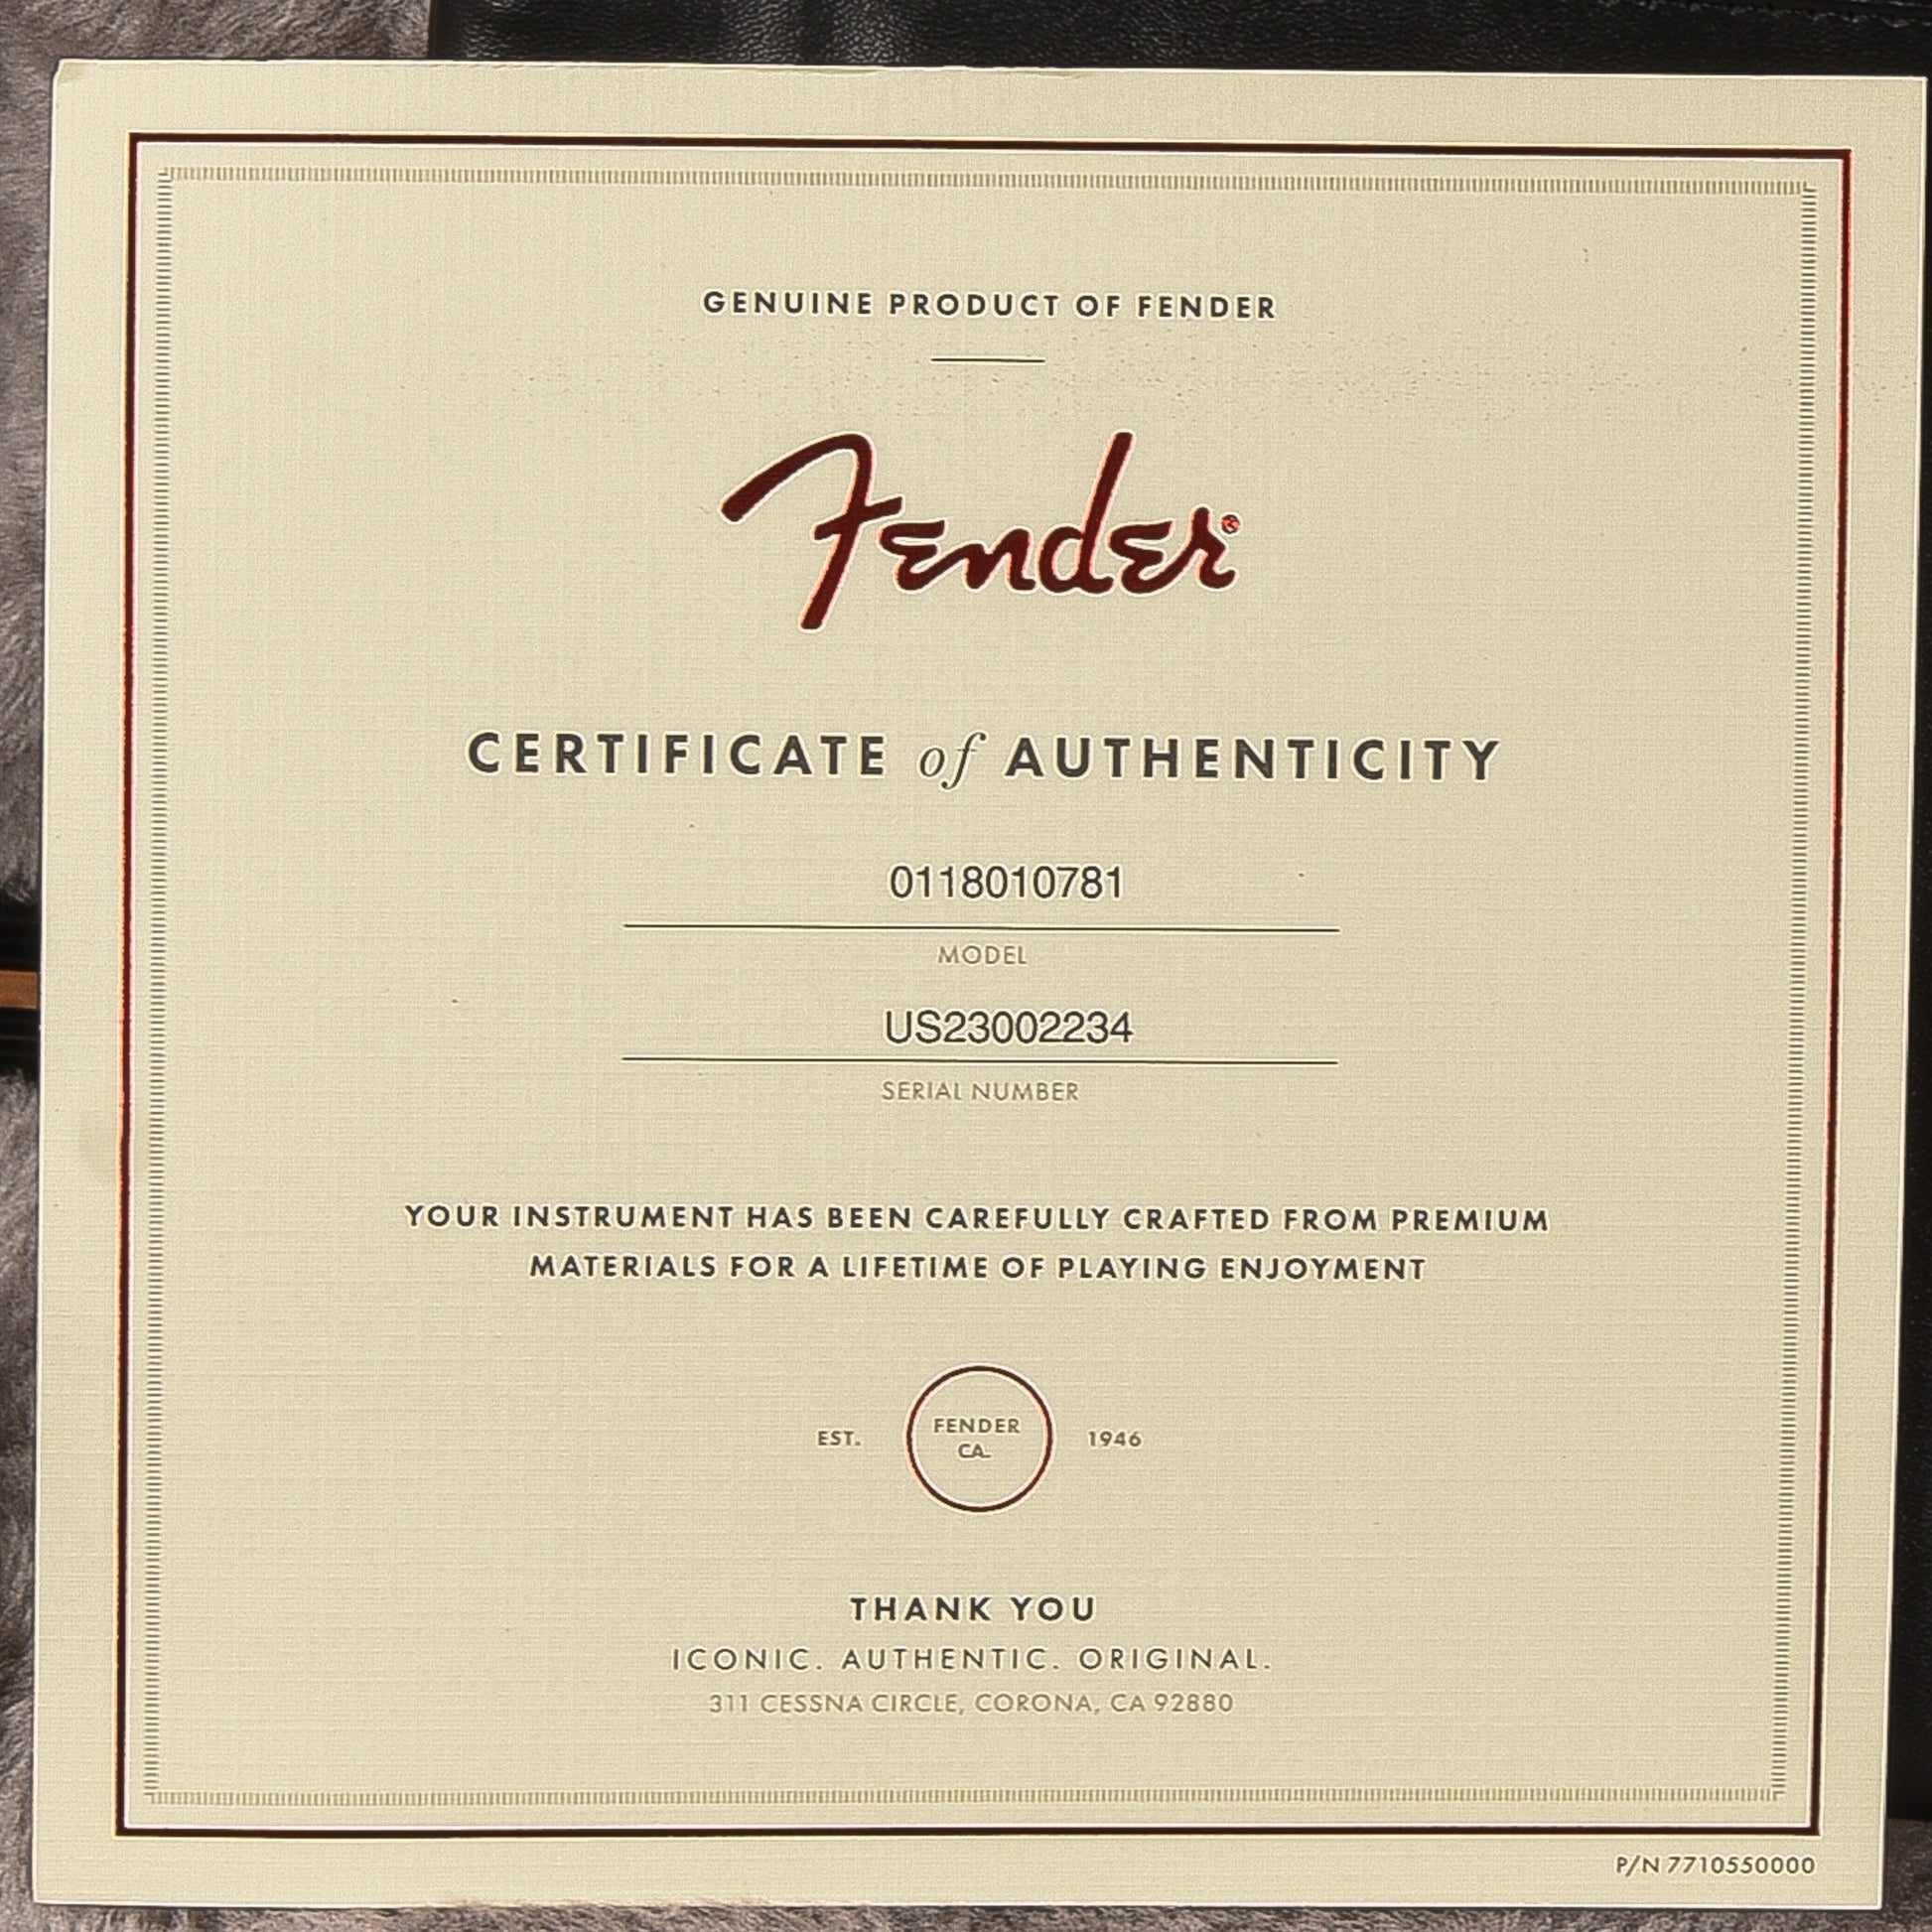 GENUINE PRODUCT OF FENDER
Fender®
CERTIFICATE of AUTHENTICITY
0118010781
MODEL
US23002234
SERIAL NUMBER
YOUR INSTRUMENT HAS BEEN CAREFULLY CRAFTED FROM PREMIUM
MATERIALS FOR A LIFETIME OF PLAYING ENJOYMENT
EST. FENDER 1946
CA.
THANK YOU
ICONIC. AUTHENTIC. ORIGINAL.
311 CESSNA CIRCLE, CORONA, CA 92880
P/N 7710550000